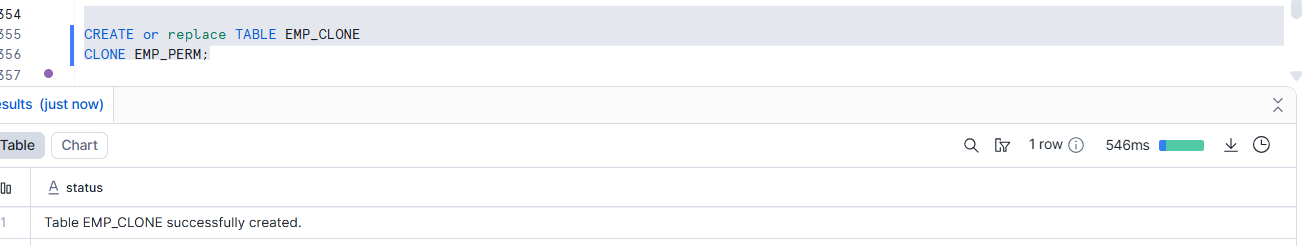 354
355 CREATE or replace TABLE EMP_CLONE
356 CLONE EMP_PERM;
357
esults (just now)
Table Chart 1 row 546ms
A status
1 Table EMP_CLONE successfully created.